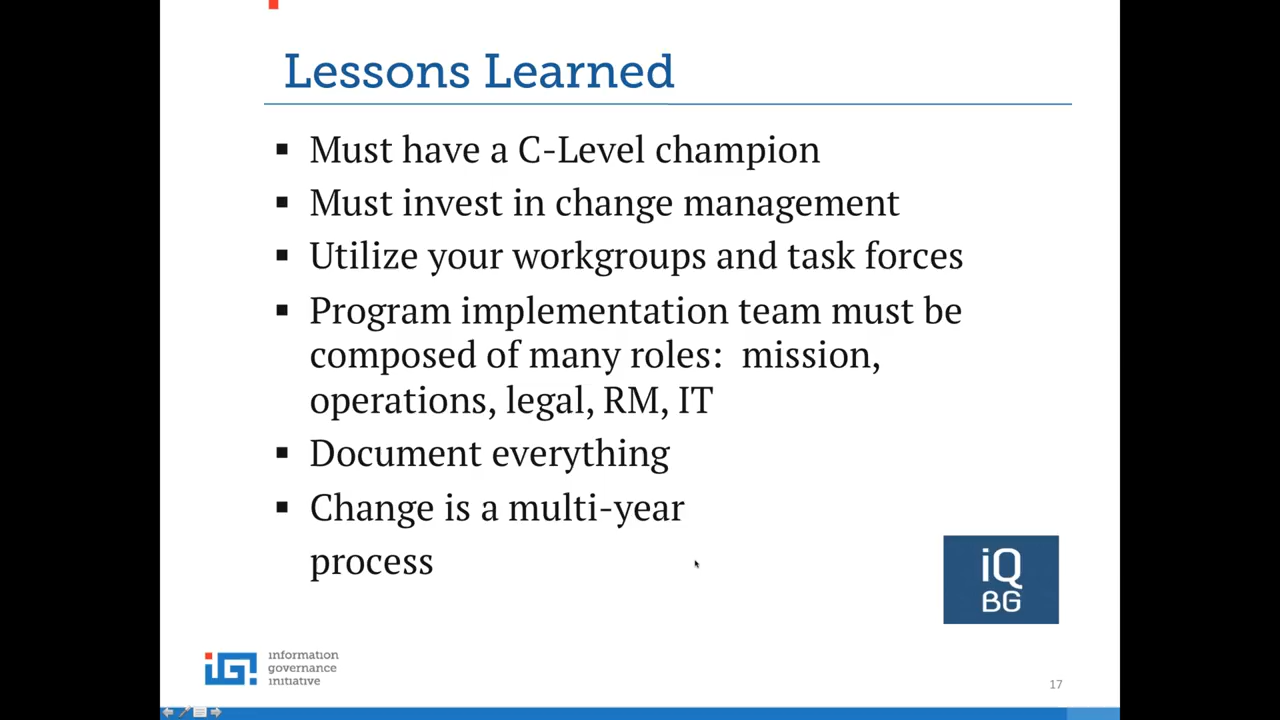 Lessons Learned
Must have a C-Level champion
Must invest in change management
Utilize your workgroups and task forces
Program implementation team must be
composed of many roles:  mission,
operations, legal, RM, IT
Document everything
Change is a multi-year
process
iQ
BG
iG!
information
governance
initiative
17